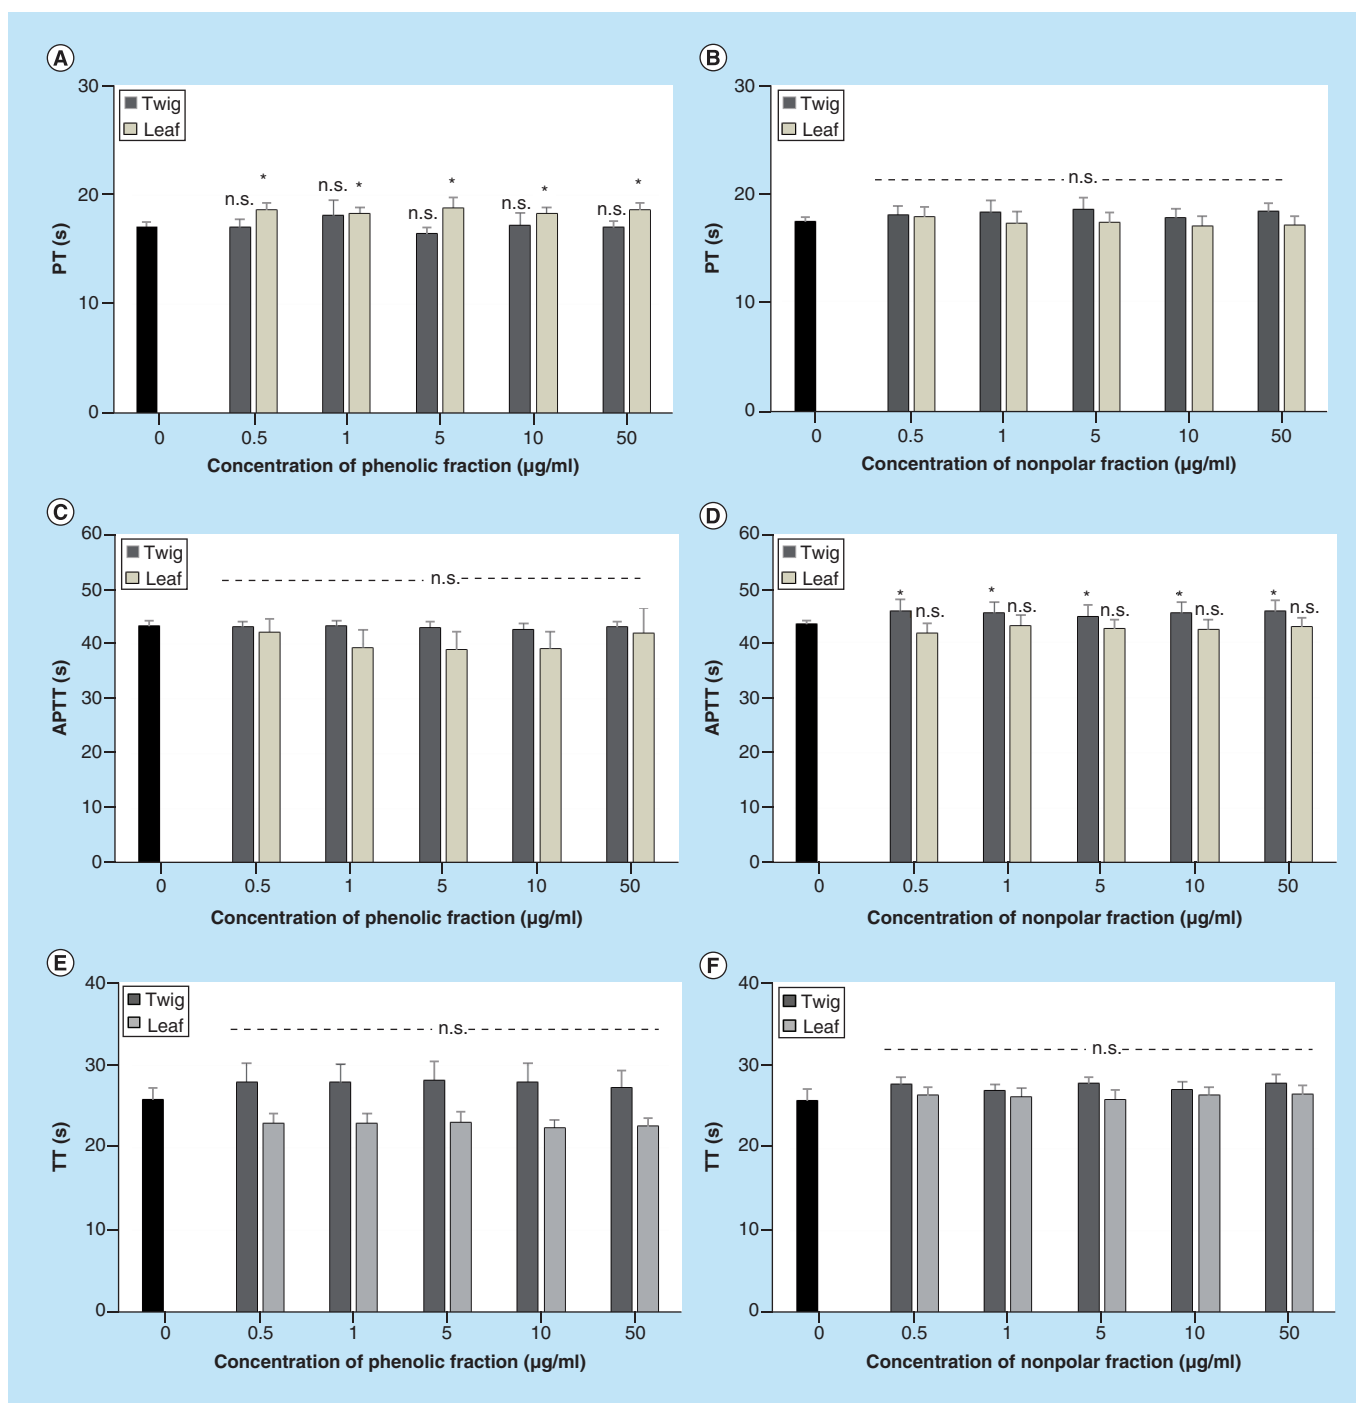 A
30
20
10
0
PT (s)
Twig
Leaf
n.s. * n.s. * n.s. * n.s. * n.s. *
0 0.5 1 5 10 50
Concentration of phenolic fraction (µg/ml)
B
30
20
10
0
PT (s)
Twig
Leaf
n.s.
0 0.5 1 5 10 50
Concentration of nonpolar fraction (µg/ml)
C
60
50
40
30
20
10
0
APTT (s)
Twig
Leaf
n.s.
0 0.5 1 5 10 50
Concentration of phenolic fraction (µg/ml)
D
60
50
40
30
20
10
0
APTT (s)
Twig
Leaf
* n.s. * n.s. * n.s. * n.s. * n.s.
0 0.5 1 5 10 50
Concentration of nonpolar fraction (µg/ml)
E
40
30
20
10
0
TT (s)
Twig
Leaf
n.s.
0 0.5 1 5 10 50
Concentration of phenolic fraction (µg/ml)
F
40
30
20
10
0
TT (s)
Twig
Leaf
n.s.
0 0.5 1 5 10 50
Concentration of nonpolar fraction (µg/ml)